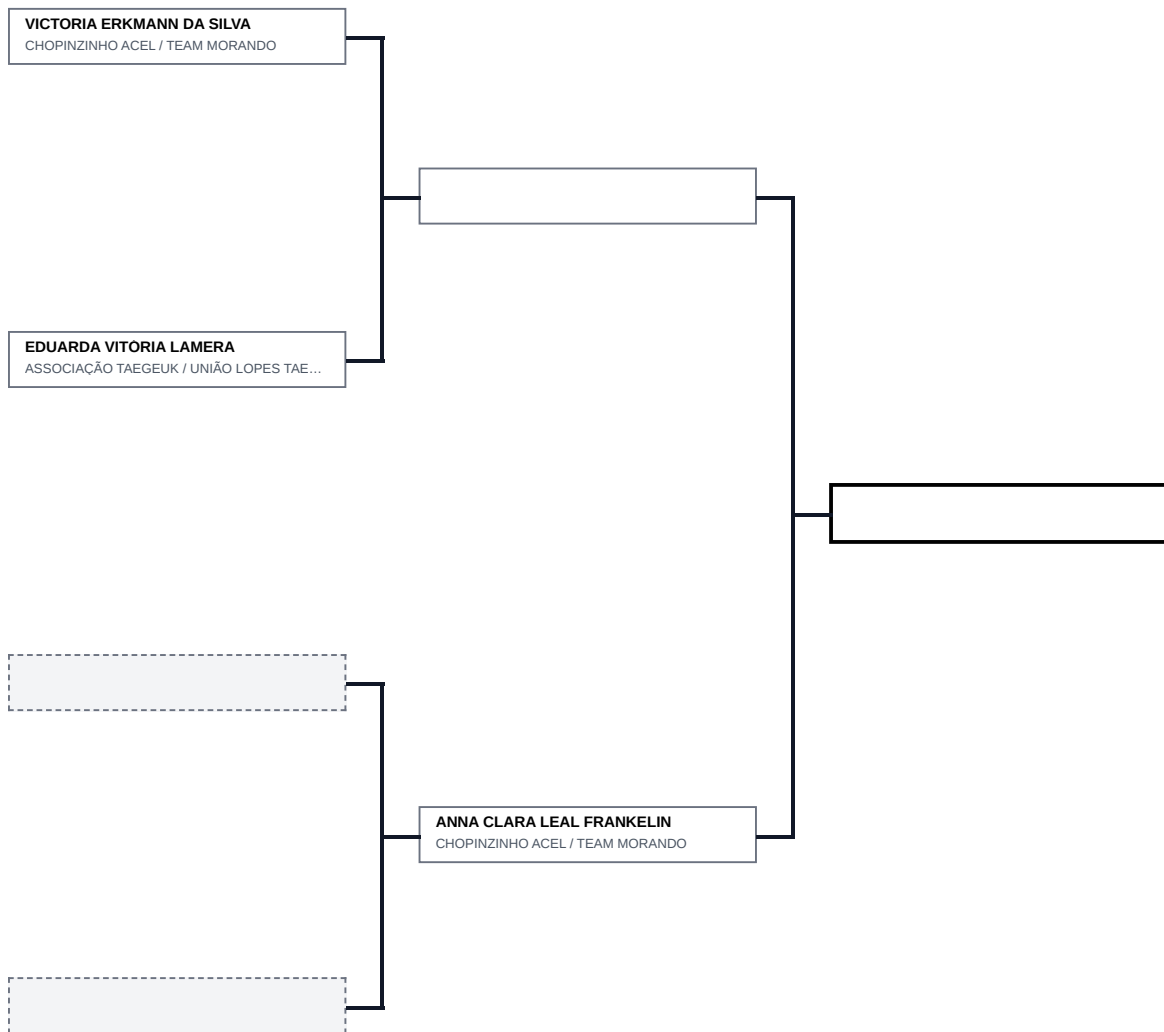 VICTORIA ERKMANN DA SILVA
CHOPINZINHO ACEL / TEAM MORANDO
EDUARDA VITÓRIA LAMERA
ASSOCIAÇÃO TAEGEUK / UNIÃO LOPES TAE…
ANNA CLARA LEAL FRANKELIN
CHOPINZINHO ACEL / TEAM MORANDO